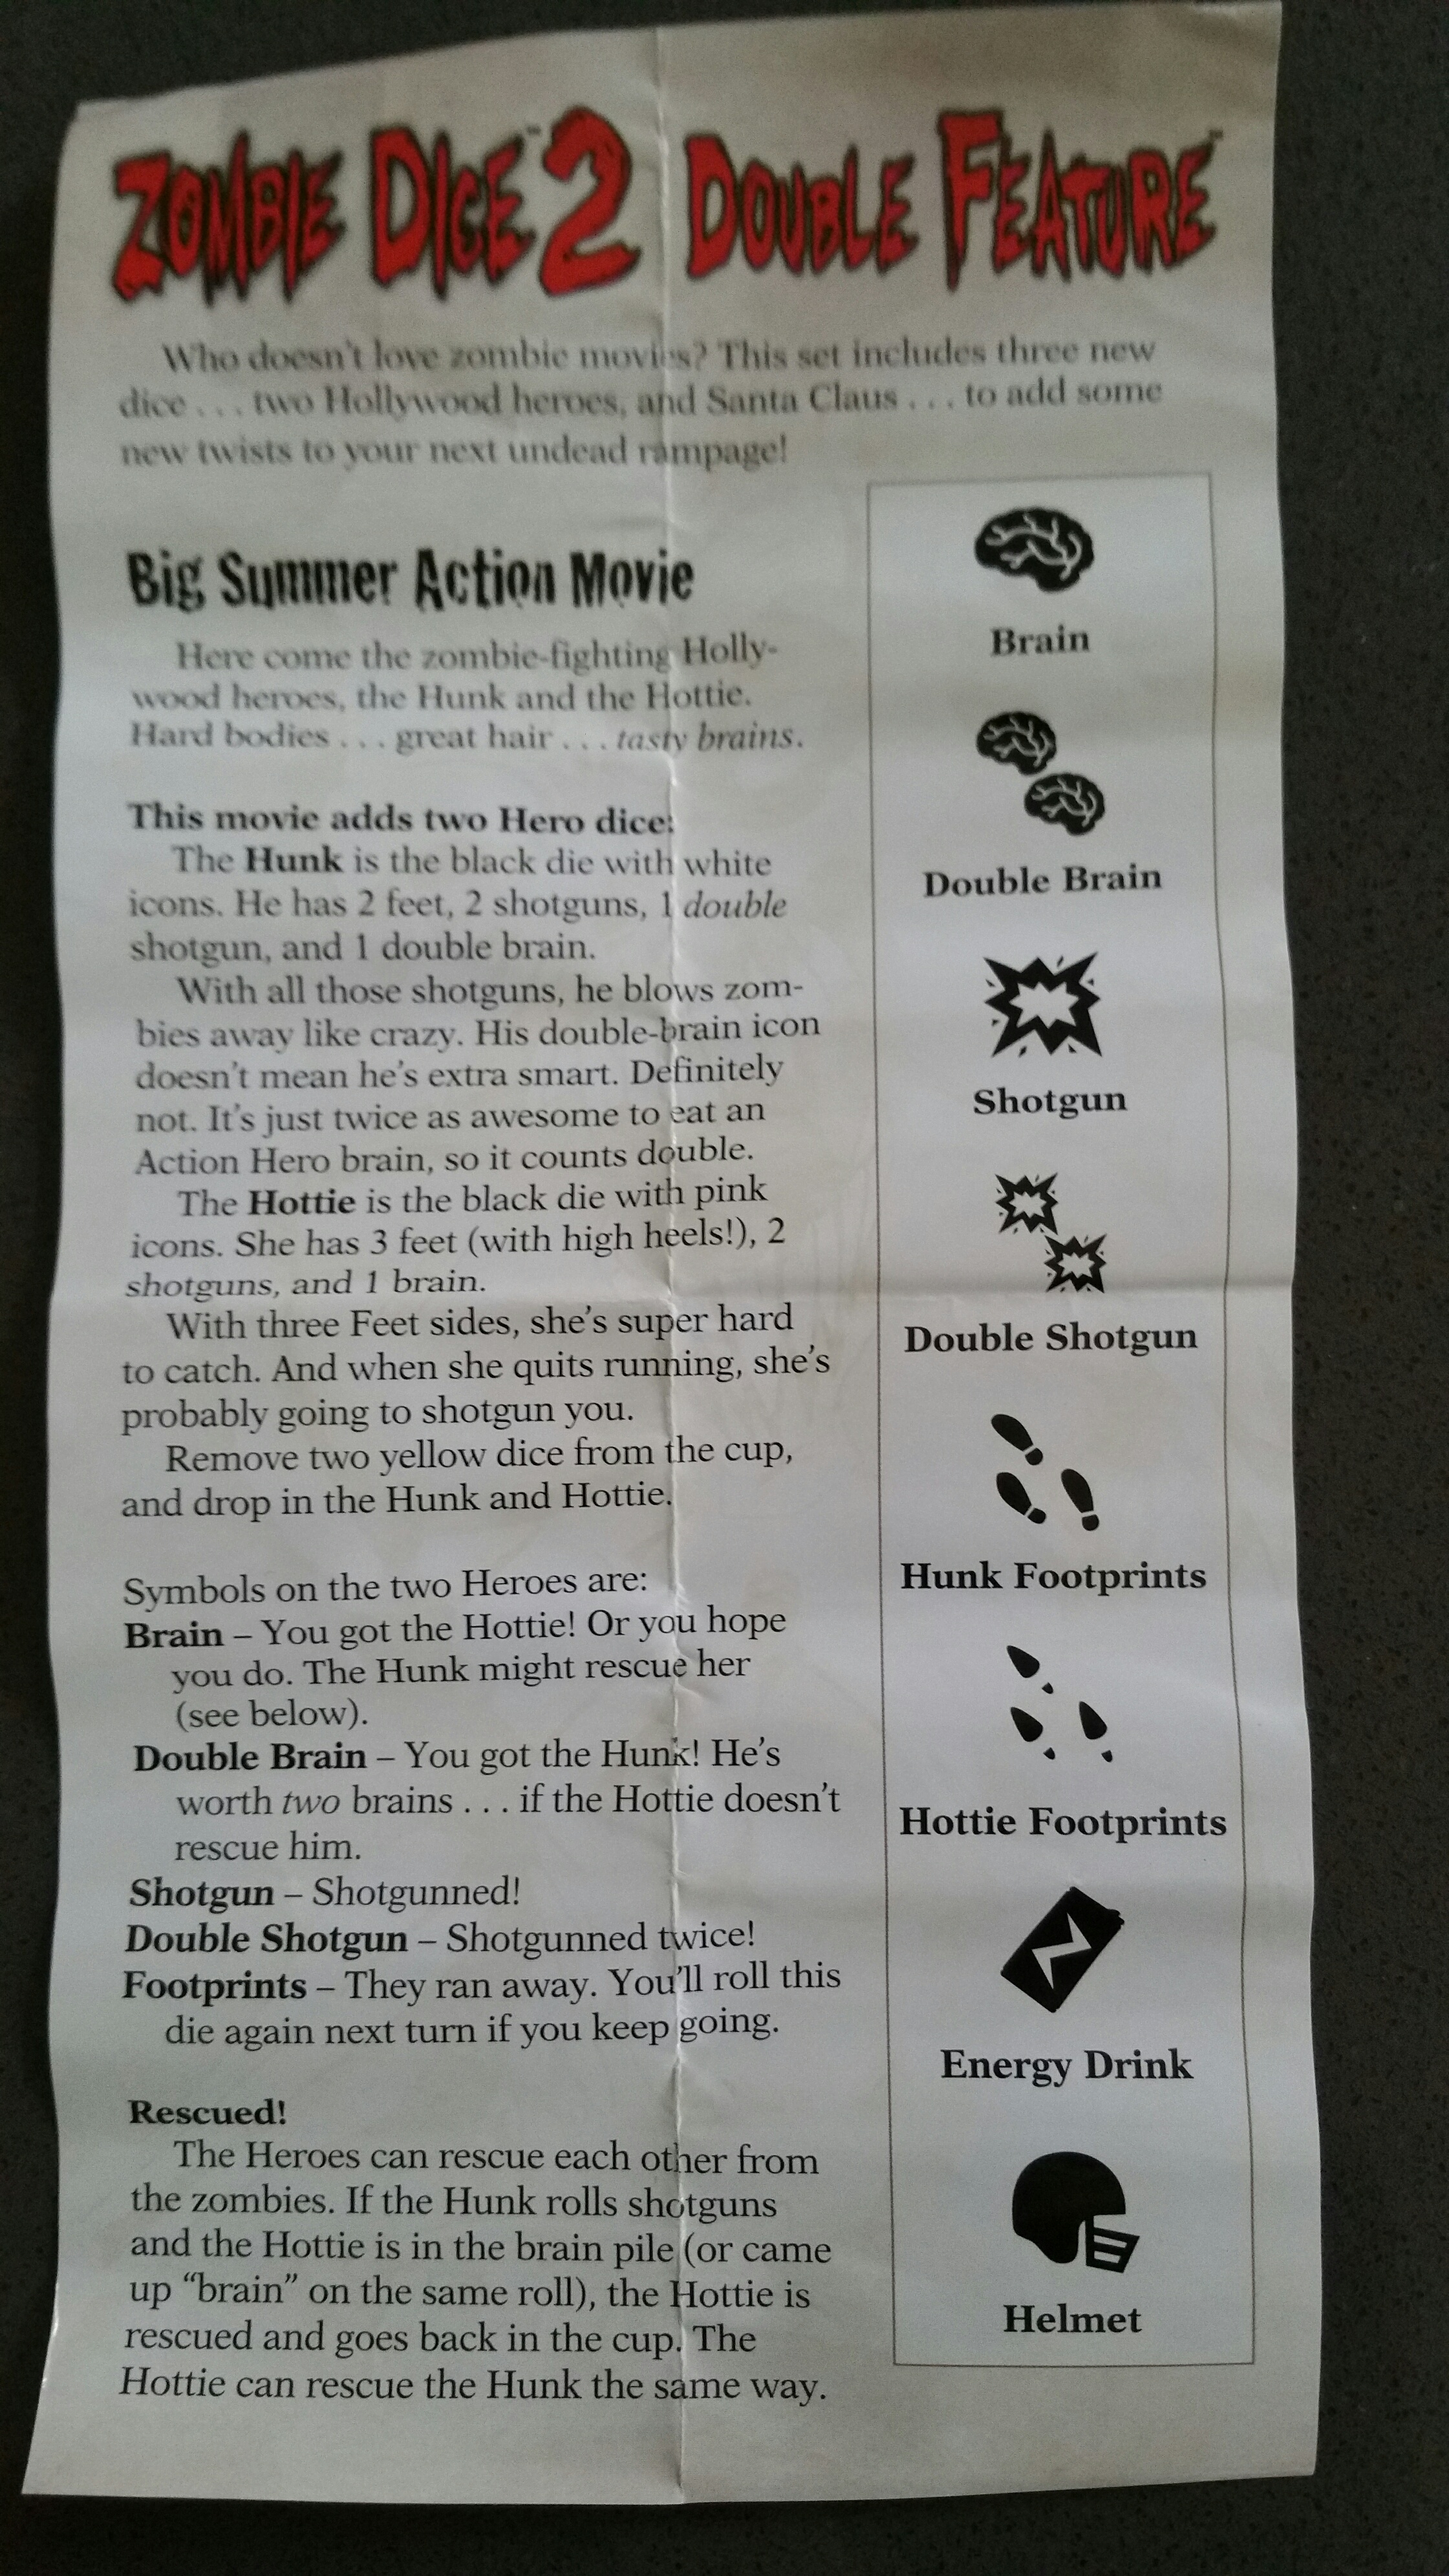 ZOMBIE DICE™ 2 DOUBLE FEATURE™
Who doesn't love zombie movies? This set includes three new
dice . . . two Hollywood heroes, and Santa Claus . . . to add some
new twists to your next undead rampage!
Big Summer Action Movie
Here come the zombie-fighting Holly-
wood heroes, the Hunk and the Hottie.
Hard bodies . . . great hair . . . tasty brains.
This movie adds two Hero dice:
The Hunk is the black die with white
icons. He has 2 feet, 2 shotguns, 1 double
shotgun, and 1 double brain.
With all those shotguns, he blows zom-
bies away like crazy. His double-brain icon
doesn't mean he's extra smart. Definitely
not. It's just twice as awesome to eat an
Action Hero brain, so it counts double.
The Hottie is the black die with pink
icons. She has 3 feet (with high heels!), 2
shotguns, and 1 brain.
With three Feet sides, she's super hard
to catch. And when she quits running, she's
probably going to shotgun you.
Remove two yellow dice from the cup,
and drop in the Hunk and Hottie.
Symbols on the two Heroes are:
Brain – You got the Hottie! Or you hope
you do. The Hunk might rescue her
(see below).
Double Brain – You got the Hunk! He's
worth two brains . . . if the Hottie doesn't
rescue him.
Shotgun – Shotgunned!
Double Shotgun – Shotgunned twice!
Footprints – They ran away. You'll roll this
die again next turn if you keep going.
Rescued!
The Heroes can rescue each other from
the zombies. If the Hunk rolls shotguns
and the Hottie is in the brain pile (or came
up "brain" on the same roll), the Hottie is
rescued and goes back in the cup. The
Hottie can rescue the Hunk the same way.
Brain
Double Brain
Shotgun
Double Shotgun
Hunk Footprints
Hottie Footprints
Energy Drink
Helmet